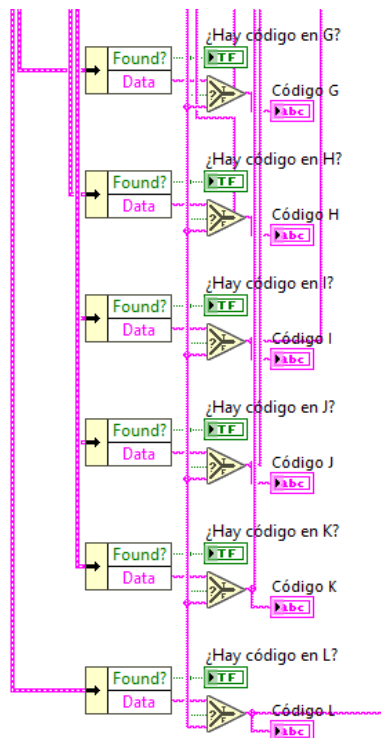 ¿Hay código en G?
Found?
TF
Data
?
T
F
Código G
abc
¿Hay código en H?
Found?
TF
Data
?
T
F
Código H
abc
¿Hay código en I?
Found?
TF
Data
?
T
F
Código I
abc
¿Hay código en J?
Found?
TF
Data
?
T
F
Código J
abc
¿Hay código en K?
Found?
TF
Data
?
T
F
Código K
abc
¿Hay código en L?
Found?
TF
Data
?
T
F
Código L
abc